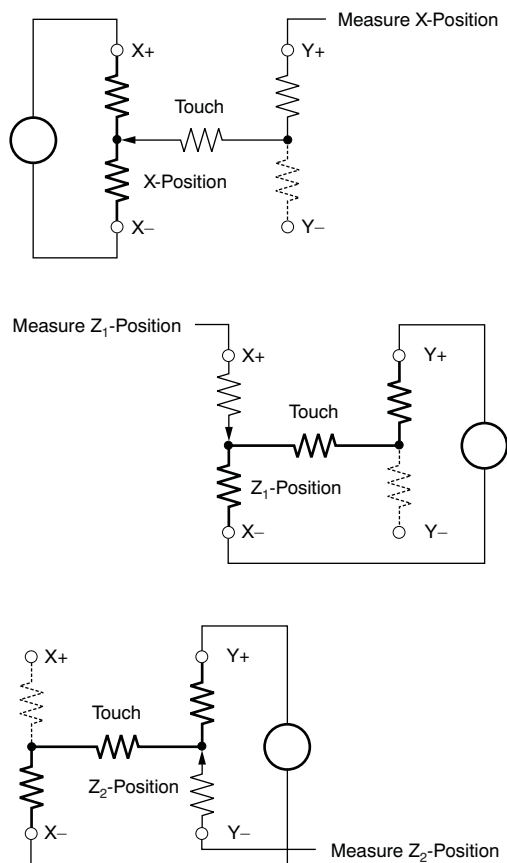 Measure X-Position
X+
Y+
Touch
X-Position
X–
Y–
Measure Z₁-Position
X+
Y+
Touch
Z₁-Position
X–
Y–
X+
Y+
Touch
Z₂-Position
X–
Y–
Measure Z₂-Position